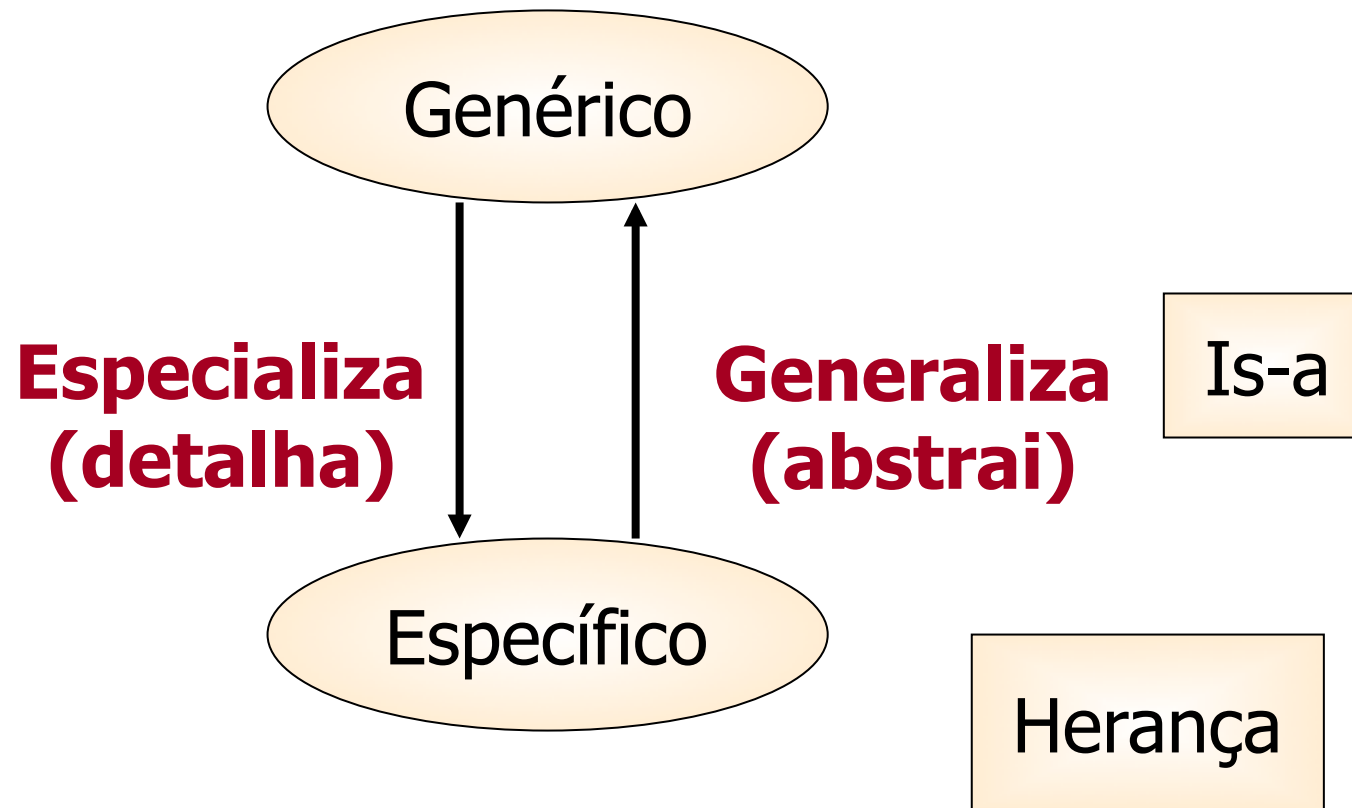 Genérico
Especializa
(detalha)
Generaliza
(abstrai)
Is-a
Específico
Herança